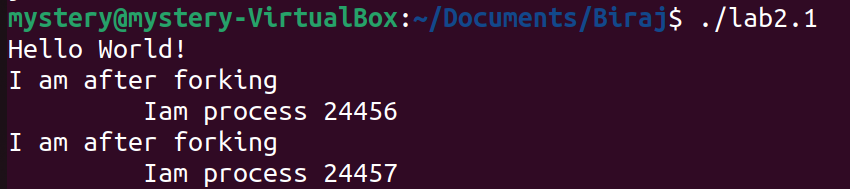 mystery@mystery-VirtualBox:~/Documents/Biraj$ ./lab2.1
Hello World!
I am after forking
Iam process 24456
I am after forking
Iam process 24457